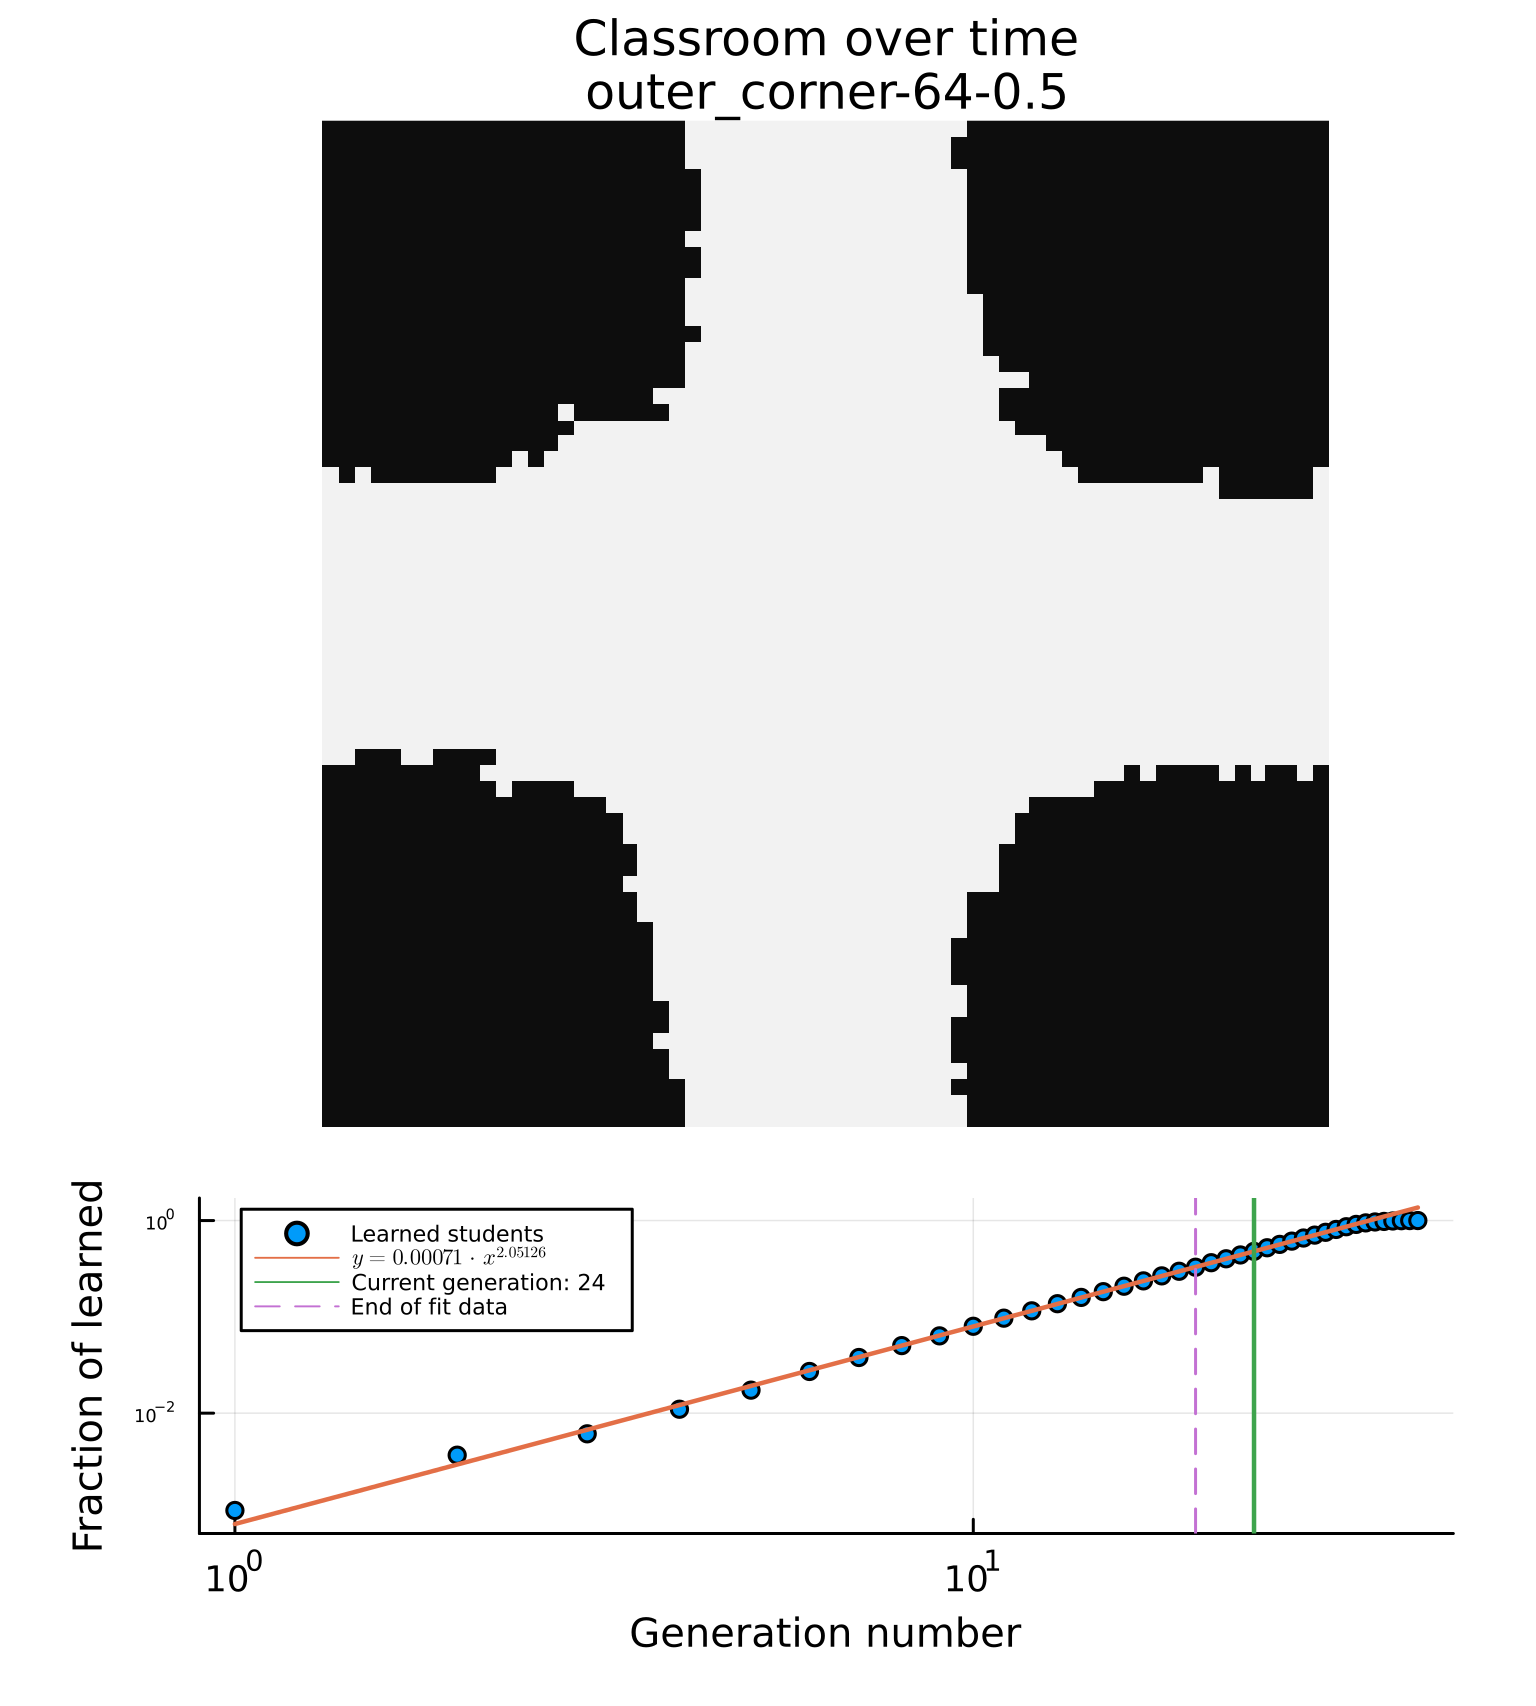 Classroom over time
outer_corner-64-0.5
Fraction of learned
10^0
10^−2
Learned students
y = 0.00071 · x^2.05126
Current generation: 24
End of fit data
10^0
10^1
Generation number